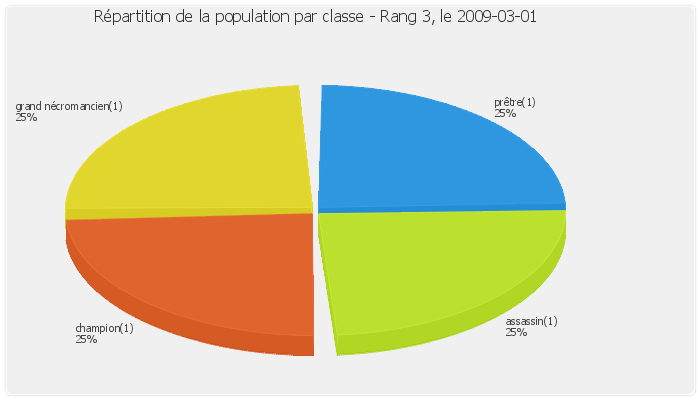 Répartition de la population par classe - Rang 3, le 2009-03-01
grand nécromancien(1)
25%
prêtre(1)
25%
champion(1)
25%
assassin(1)
25%